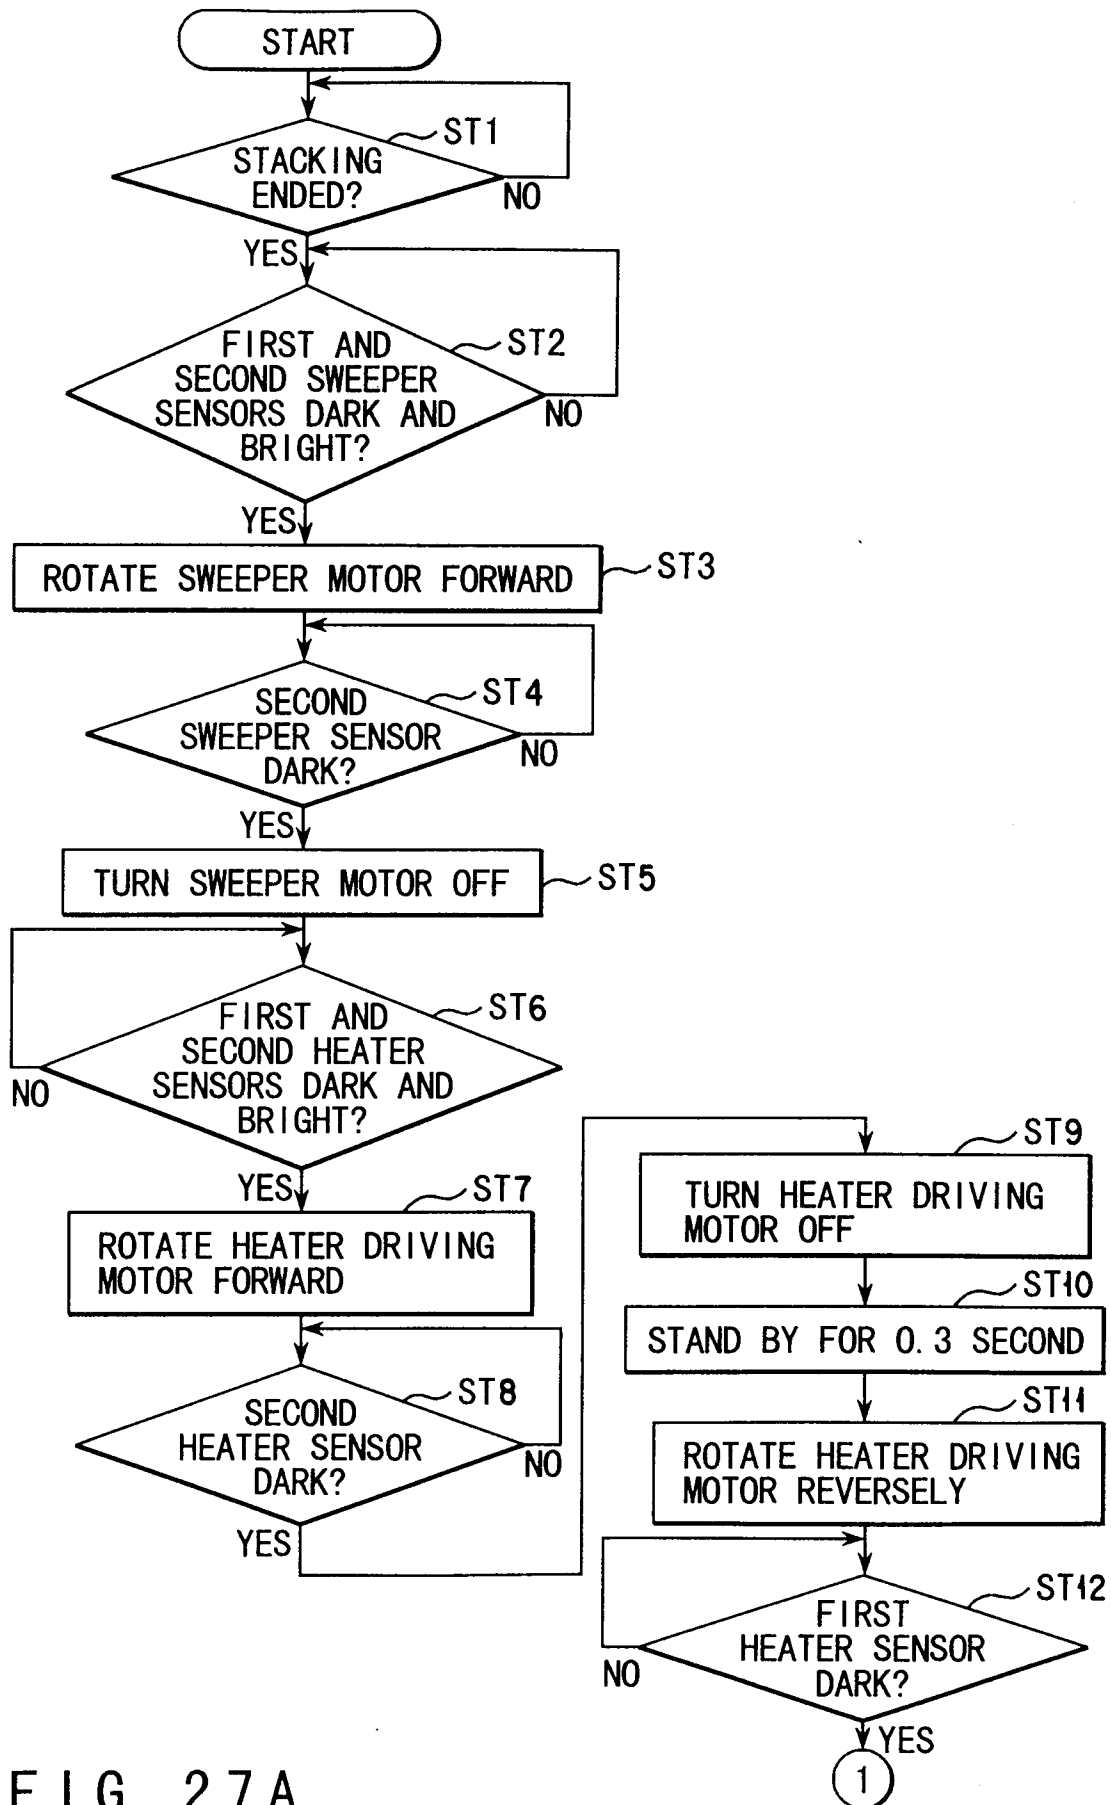 START
ST1
STACKING
ENDED?
NO
YES
ST2
FIRST AND
SECOND SWEEPER
SENSORS DARK AND
BRIGHT?
NO
YES
ROTATE SWEEPER MOTOR FORWARD
ST3
ST4
SECOND
SWEEPER SENSOR
DARK?
NO
YES
TURN SWEEPER MOTOR OFF
ST5
ST6
FIRST AND
SECOND HEATER
SENSORS DARK AND
BRIGHT?
NO
YES
ST7
ROTATE HEATER DRIVING
MOTOR FORWARD
ST8
SECOND
HEATER SENSOR
DARK?
NO
YES
ST9
TURN HEATER DRIVING
MOTOR OFF
ST10
STAND BY FOR 0.3 SECOND
ST11
ROTATE HEATER DRIVING
MOTOR REVERSELY
ST12
FIRST
HEATER SENSOR
DARK?
NO
YES
1
FIG. 27A